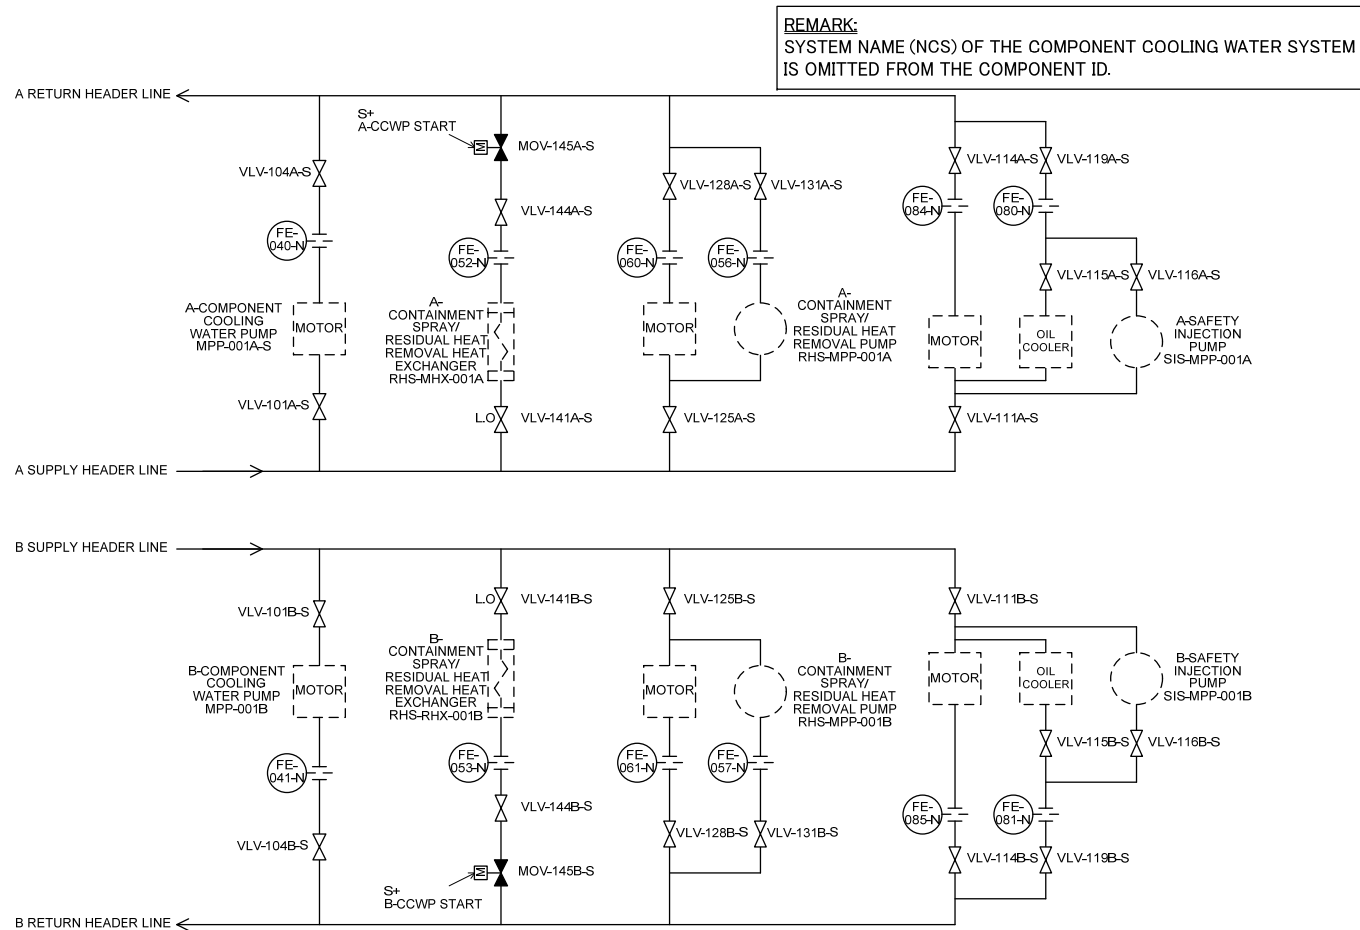 REMARK:
SYSTEM NAME (NCS) OF THE COMPONENT COOLING WATER SYSTEM
IS OMITTED FROM THE COMPONENT ID.
A RETURN HEADER LINE
S+
A-CCWP START
M
MOV-145A-S
VLV-104A-S
VLV-144A-S
VLV-128A-S
VLV-131A-S
VLV-114A-S
VLV-119A-S
FE-
040-N
FE-
052-N
FE-
060-N
FE-
056-N
FE-
084-N
FE-
080-N
VLV-115A-S
VLV-116A-S
A-COMPONENT
COOLING
WATER PUMP
MPP-001A-S
MOTOR
A-
CONTAINMENT
SPRAY/
RESIDUAL HEAT
REMOVAL HEAT
EXCHANGER
RHS-MHX-001A
MOTOR
A-
CONTAINMENT
SPRAY/
RESIDUAL HEAT
REMOVAL PUMP
RHS-MPP-001A
MOTOR
OIL
COOLER
A-SAFETY
INJECTION
PUMP
SIS-MPP-001A
VLV-101A-S
L.O
VLV-141A-S
VLV-125A-S
VLV-111A-S
A SUPPLY HEADER LINE
B SUPPLY HEADER LINE
VLV-101B-S
L.O
VLV-141B-S
VLV-125B-S
VLV-111B-S
B-COMPONENT
COOLING
WATER PUMP
MPP-001B
MOTOR
B-
CONTAINMENT
SPRAY/
RESIDUAL HEAT
REMOVAL HEAT
EXCHANGER
RHS-RHX-001B
MOTOR
B-
CONTAINMENT
SPRAY/
RESIDUAL HEAT
REMOVAL PUMP
RHS-MPP-001B
MOTOR
OIL
COOLER
B-SAFETY
INJECTION
PUMP
SIS-MPP-001B
VLV-115B-S
VLV-116B-S
FE-
041-N
FE-
053-N
FE-
061-N
FE-
057-N
FE-
085-N
FE-
081-N
VLV-144B-S
VLV-104B-S
VLV-128B-S
VLV-131B-S
VLV-114B-S
VLV-119B-S
M
MOV-145B-S
S+
B-CCWP START
B RETURN HEADER LINE